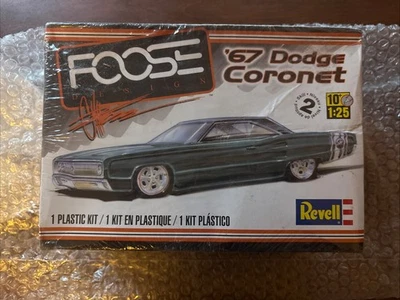 FOOSE
DESIGN
'67 Dodge
Coronet
2
10+
1:25
1 PLASTIC KIT / 1 KIT EN PLASTIQUE / 1 KIT PLÁSTICO
Revell